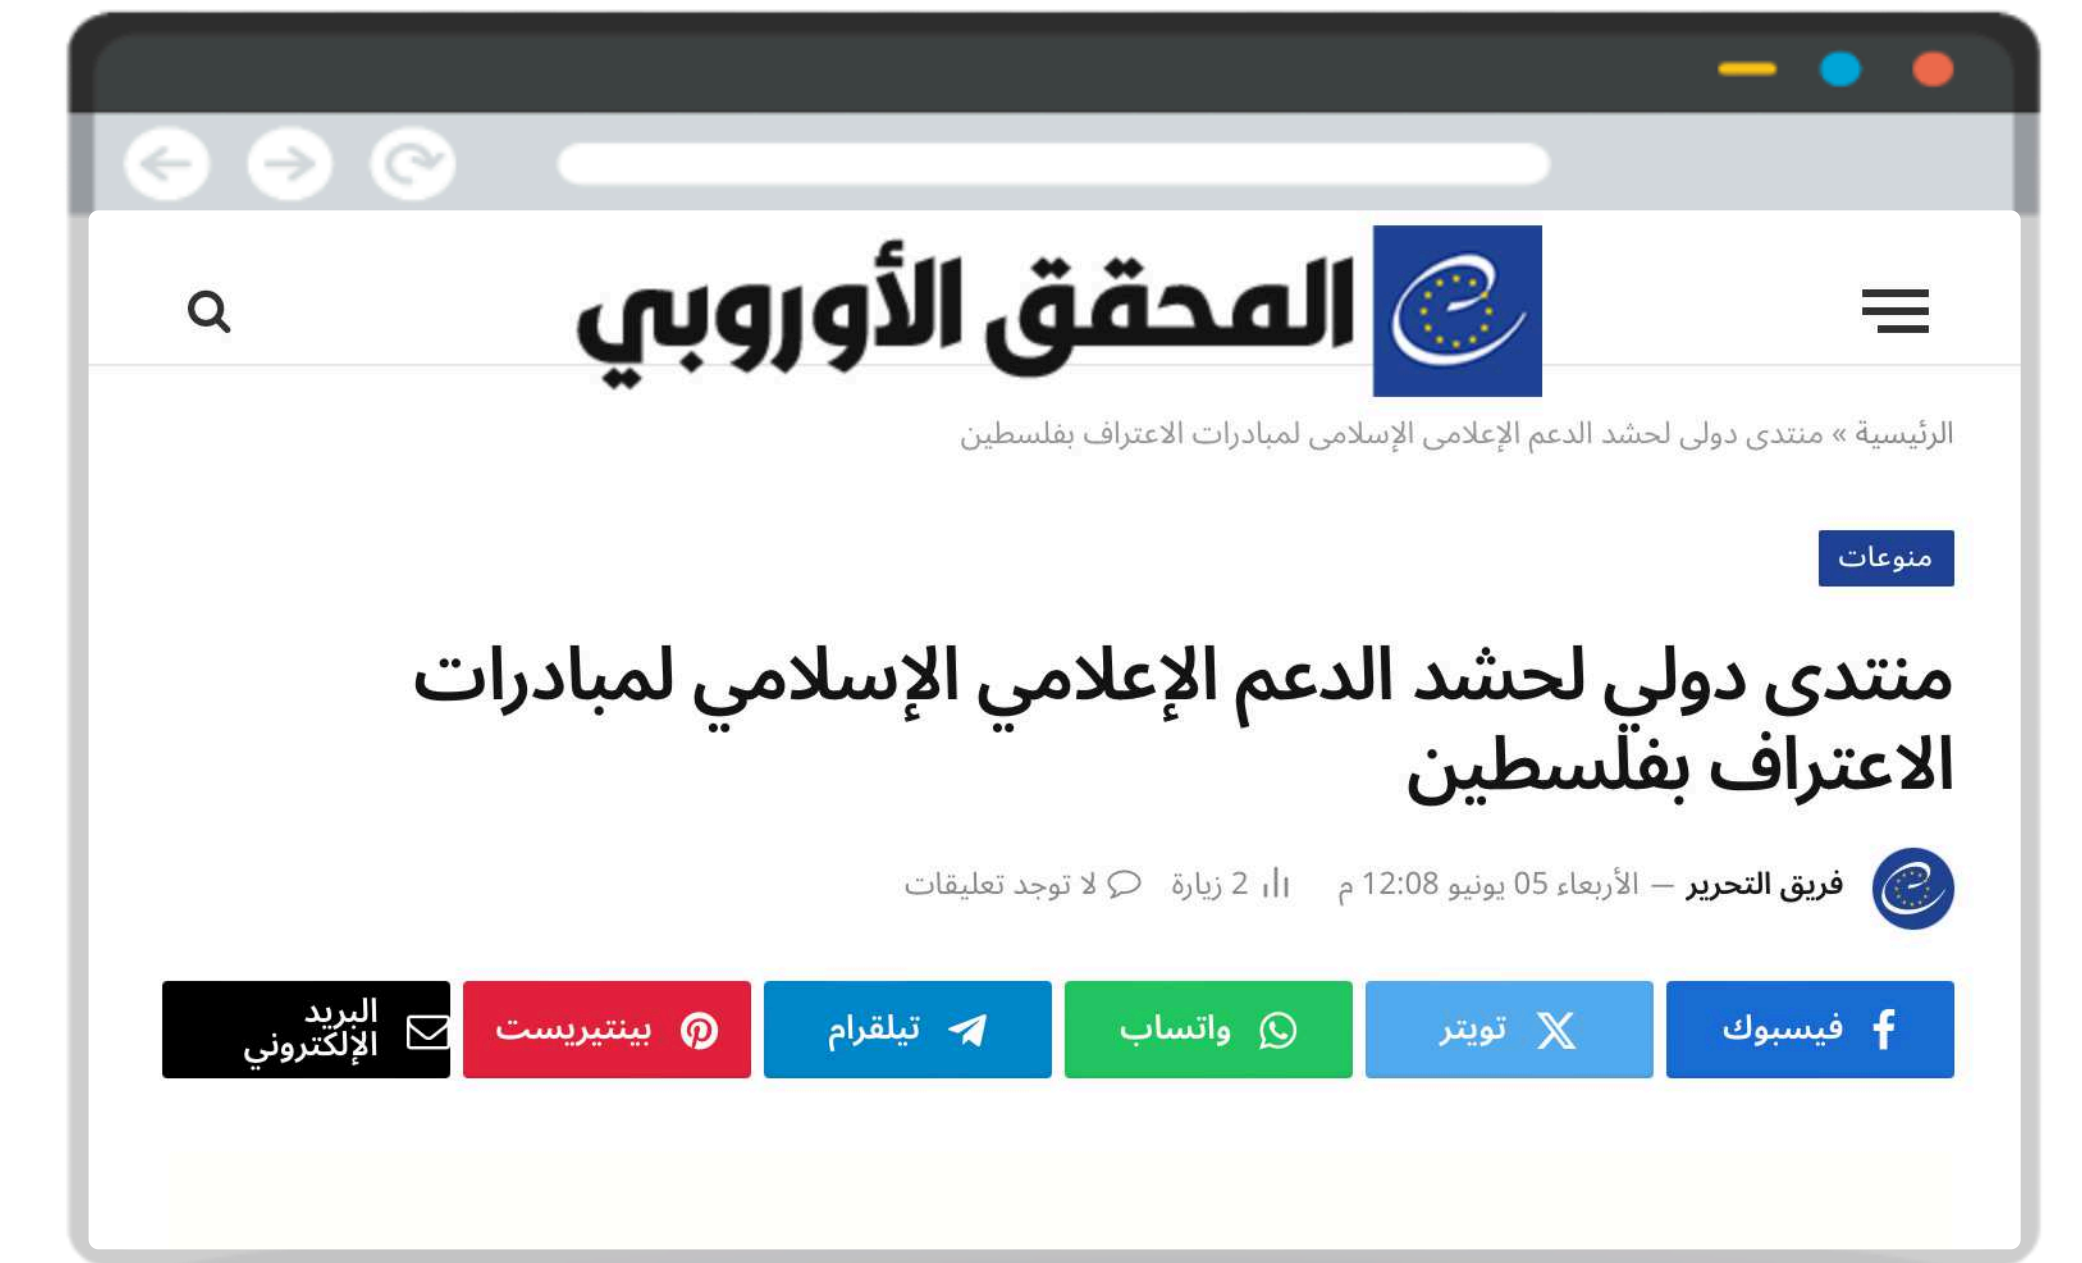 المحقق الأوروبي
الرئيسية » منتدى دولي لحشد الدعم الإعلامي الإسلامي لمبادرات الاعتراف بفلسطين
منوعات
منتدى دولي لحشد الدعم الإعلامي الإسلامي لمبادرات
الاعتراف بفلسطين
فريق التحرير — الأربعاء 05 يونيو 12:08 م 2 زيارة لا توجد تعليقات
فيسبوك تويتر واتساب تيلقرام بينتيريست البريد
الإلكتروني